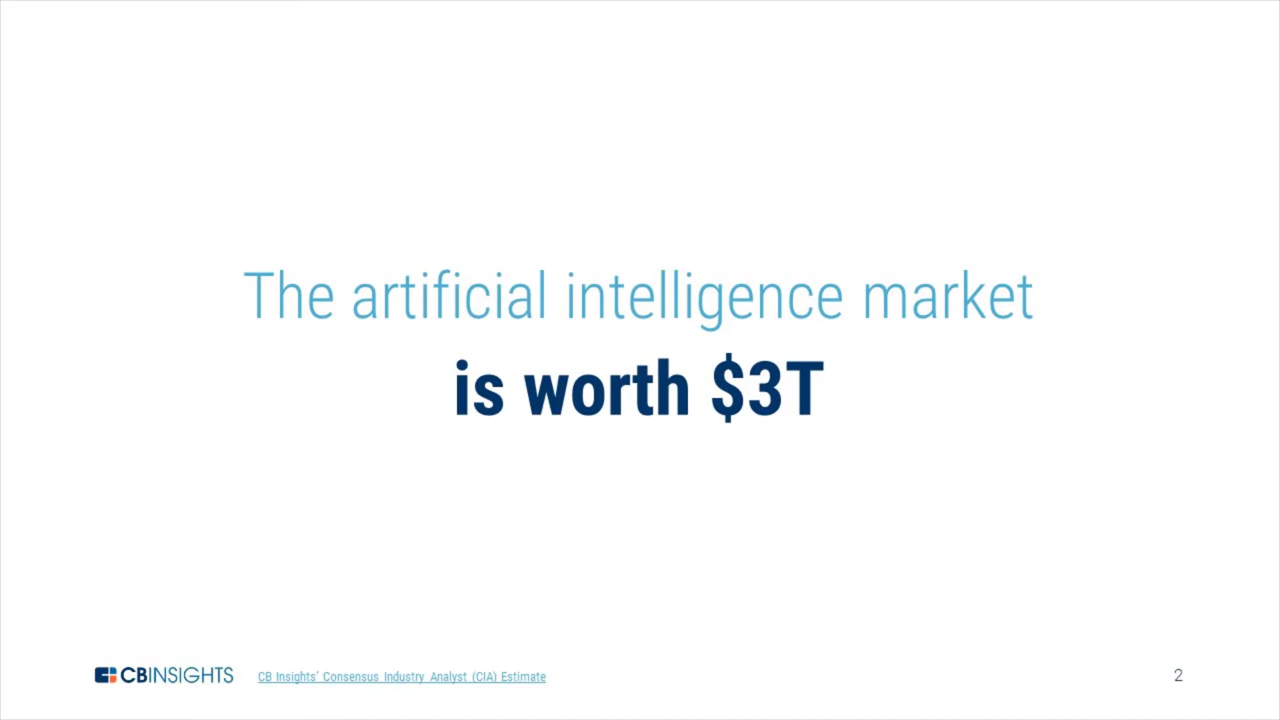 The artificial intelligence market
is worth $3T
CBINSIGHTS
CB Insights' Consensus Industry Analyst (CIA) Estimate
2